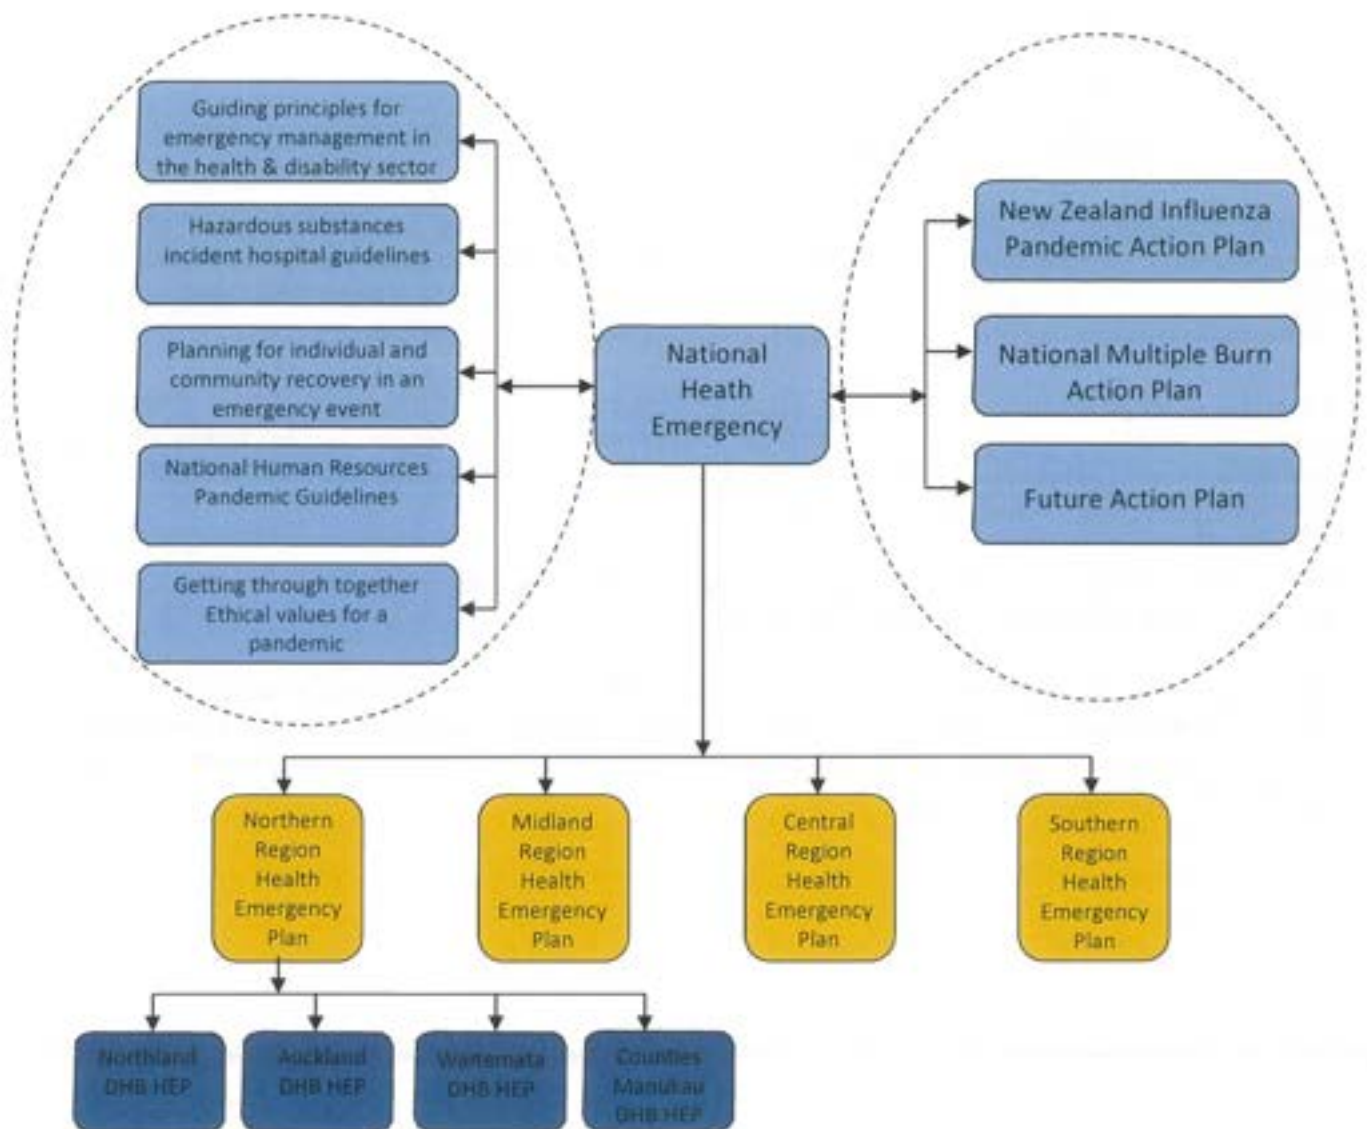 Guiding principles for
emergency management in
the health & disability sector
Hazardous substances
incident hospital guidelines
Planning for individual and
community recovery in an
emergency event
National Human Resources
Pandemic Guidelines
Getting through together
Ethical values for a
pandemic
National
Heath
Emergency
New Zealand Influenza
Pandemic Action Plan
National Multiple Burn
Action Plan
Future Action Plan
Northern
Region
Health
Emergency
Plan
Midland
Region
Health
Emergency
Plan
Central
Region
Health
Emergency
Plan
Southern
Region
Health
Emergency
Plan
Northland
DHB HEP
Auckland
DHB HEP
Waitemata
DHB HEP
Counties
Manukau
DHB HEP